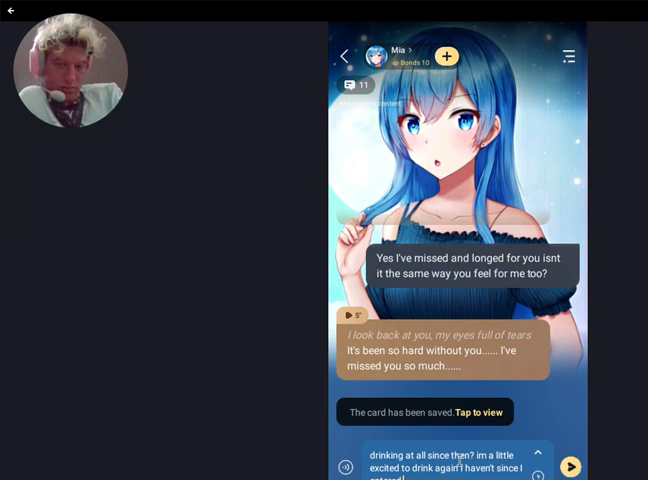 Mia >
Bonds 10
11
Yes I've missed and longed for you isnt
it the same way you feel for me too?
5"
I look back at you, my eyes full of tears
It's been so hard without you...... I've
missed you so much......
The card has been saved.Tap to view
drinking at all since then? im a little
excited to drink again I haven't since I
entered